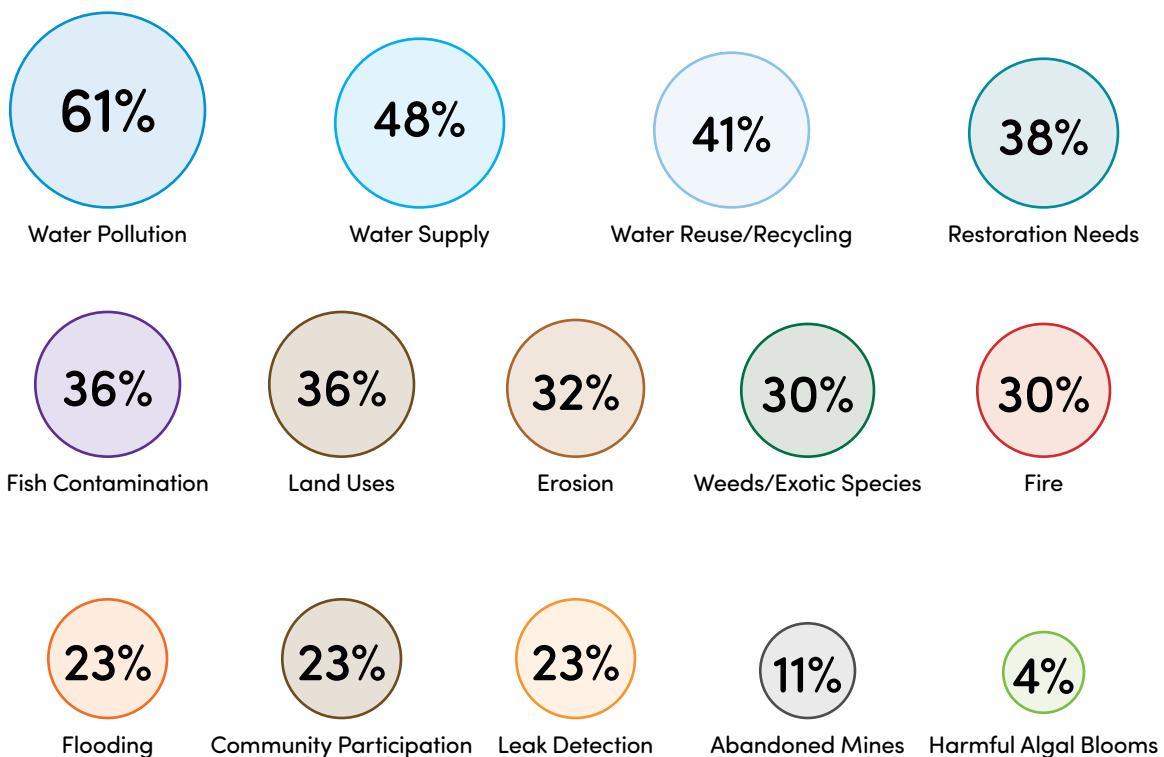 61%
48%
41%
38%
Water Pollution
Water Supply
Water Reuse/Recycling
Restoration Needs
36%
36%
32%
30%
30%
Fish Contamination
Land Uses
Erosion
Weeds/Exotic Species
Fire
23%
23%
23%
11%
4%
Flooding
Community Participation
Leak Detection
Abandoned Mines
Harmful Algal Blooms